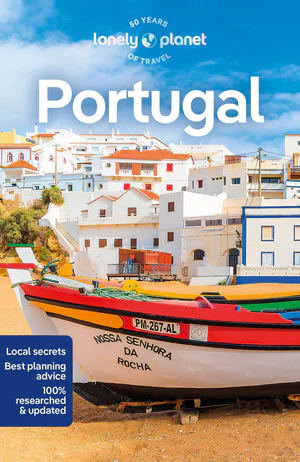 50 YEARS
lonely planet
OF TRAVEL
Portugal
PM-267-AL
NOSSA SENHORA
DA
ROCHA
Local secrets
Best planning
advice
100%
researched
& updated